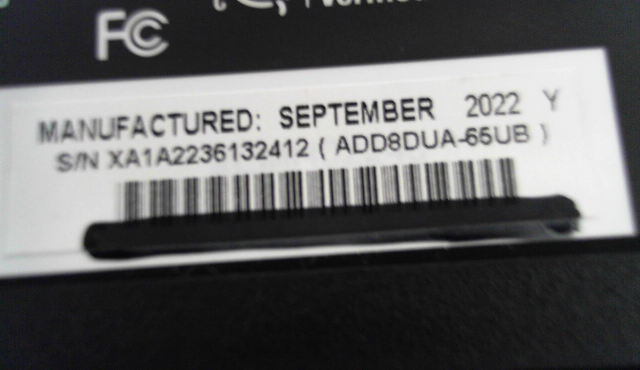 FC
MANUFACTURED: SEPTEMBER 2022 Y
S/N XA1A2236132412 ( ADD8DUA-65UB )